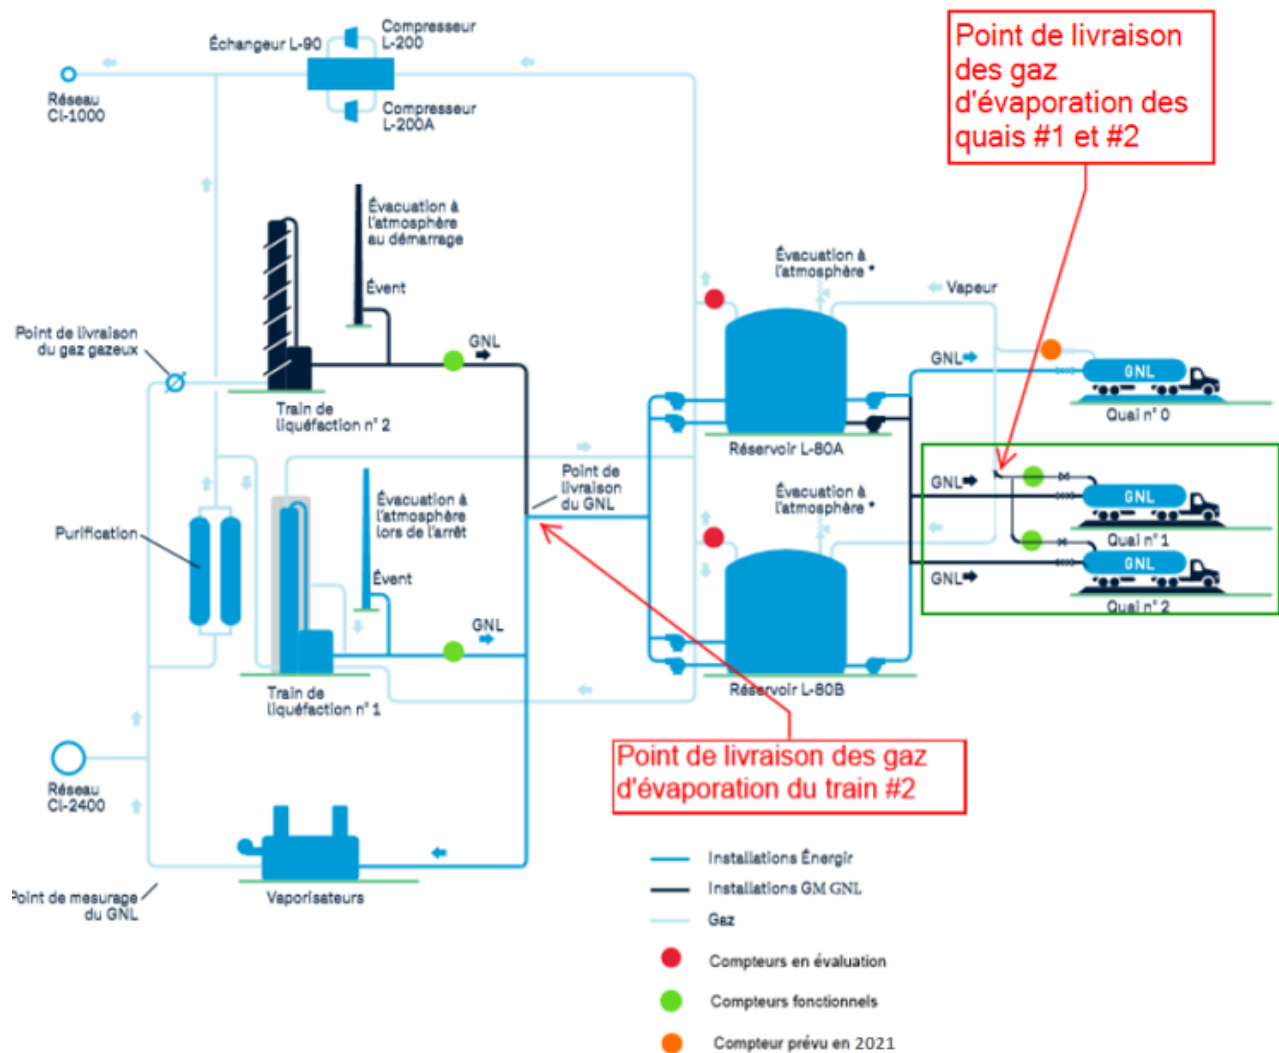 Compresseur
L-200
Échangeur L-90
Compresseur
L-200A
Réseau
CI-1000
Point de livraison
des gaz
d'évaporation des
quais #1 et #2
Évacuation à
l'atmosphère
au démarrage
Évent
Évacuation à
l'atmosphère *
Vapeur
Point de livraison
du gaz gazeux
GNL
GNL
GNL
Quai n° 0
Train de
liquéfaction n° 2
Réservoir L-80A
Point de
livraison
du GNL
Évacuation à
l'atmosphère
lors de l'arrêt
Évacuation à
l'atmosphère *
GNL
GNL
Quai n° 1
Purification
Évent
GNL
GNL
Quai n° 2
GNL
Train de
liquéfaction n° 1
Réservoir L-80B
Point de livraison des gaz
d'évaporation du train #2
Réseau
CI-2400
Vaporisateurs
Point de mesurage
du GNL
Installations Énergir
Installations GM GNL
Gaz
Compteurs en évaluation
Compteurs fonctionnels
Compteur prévu en 2021